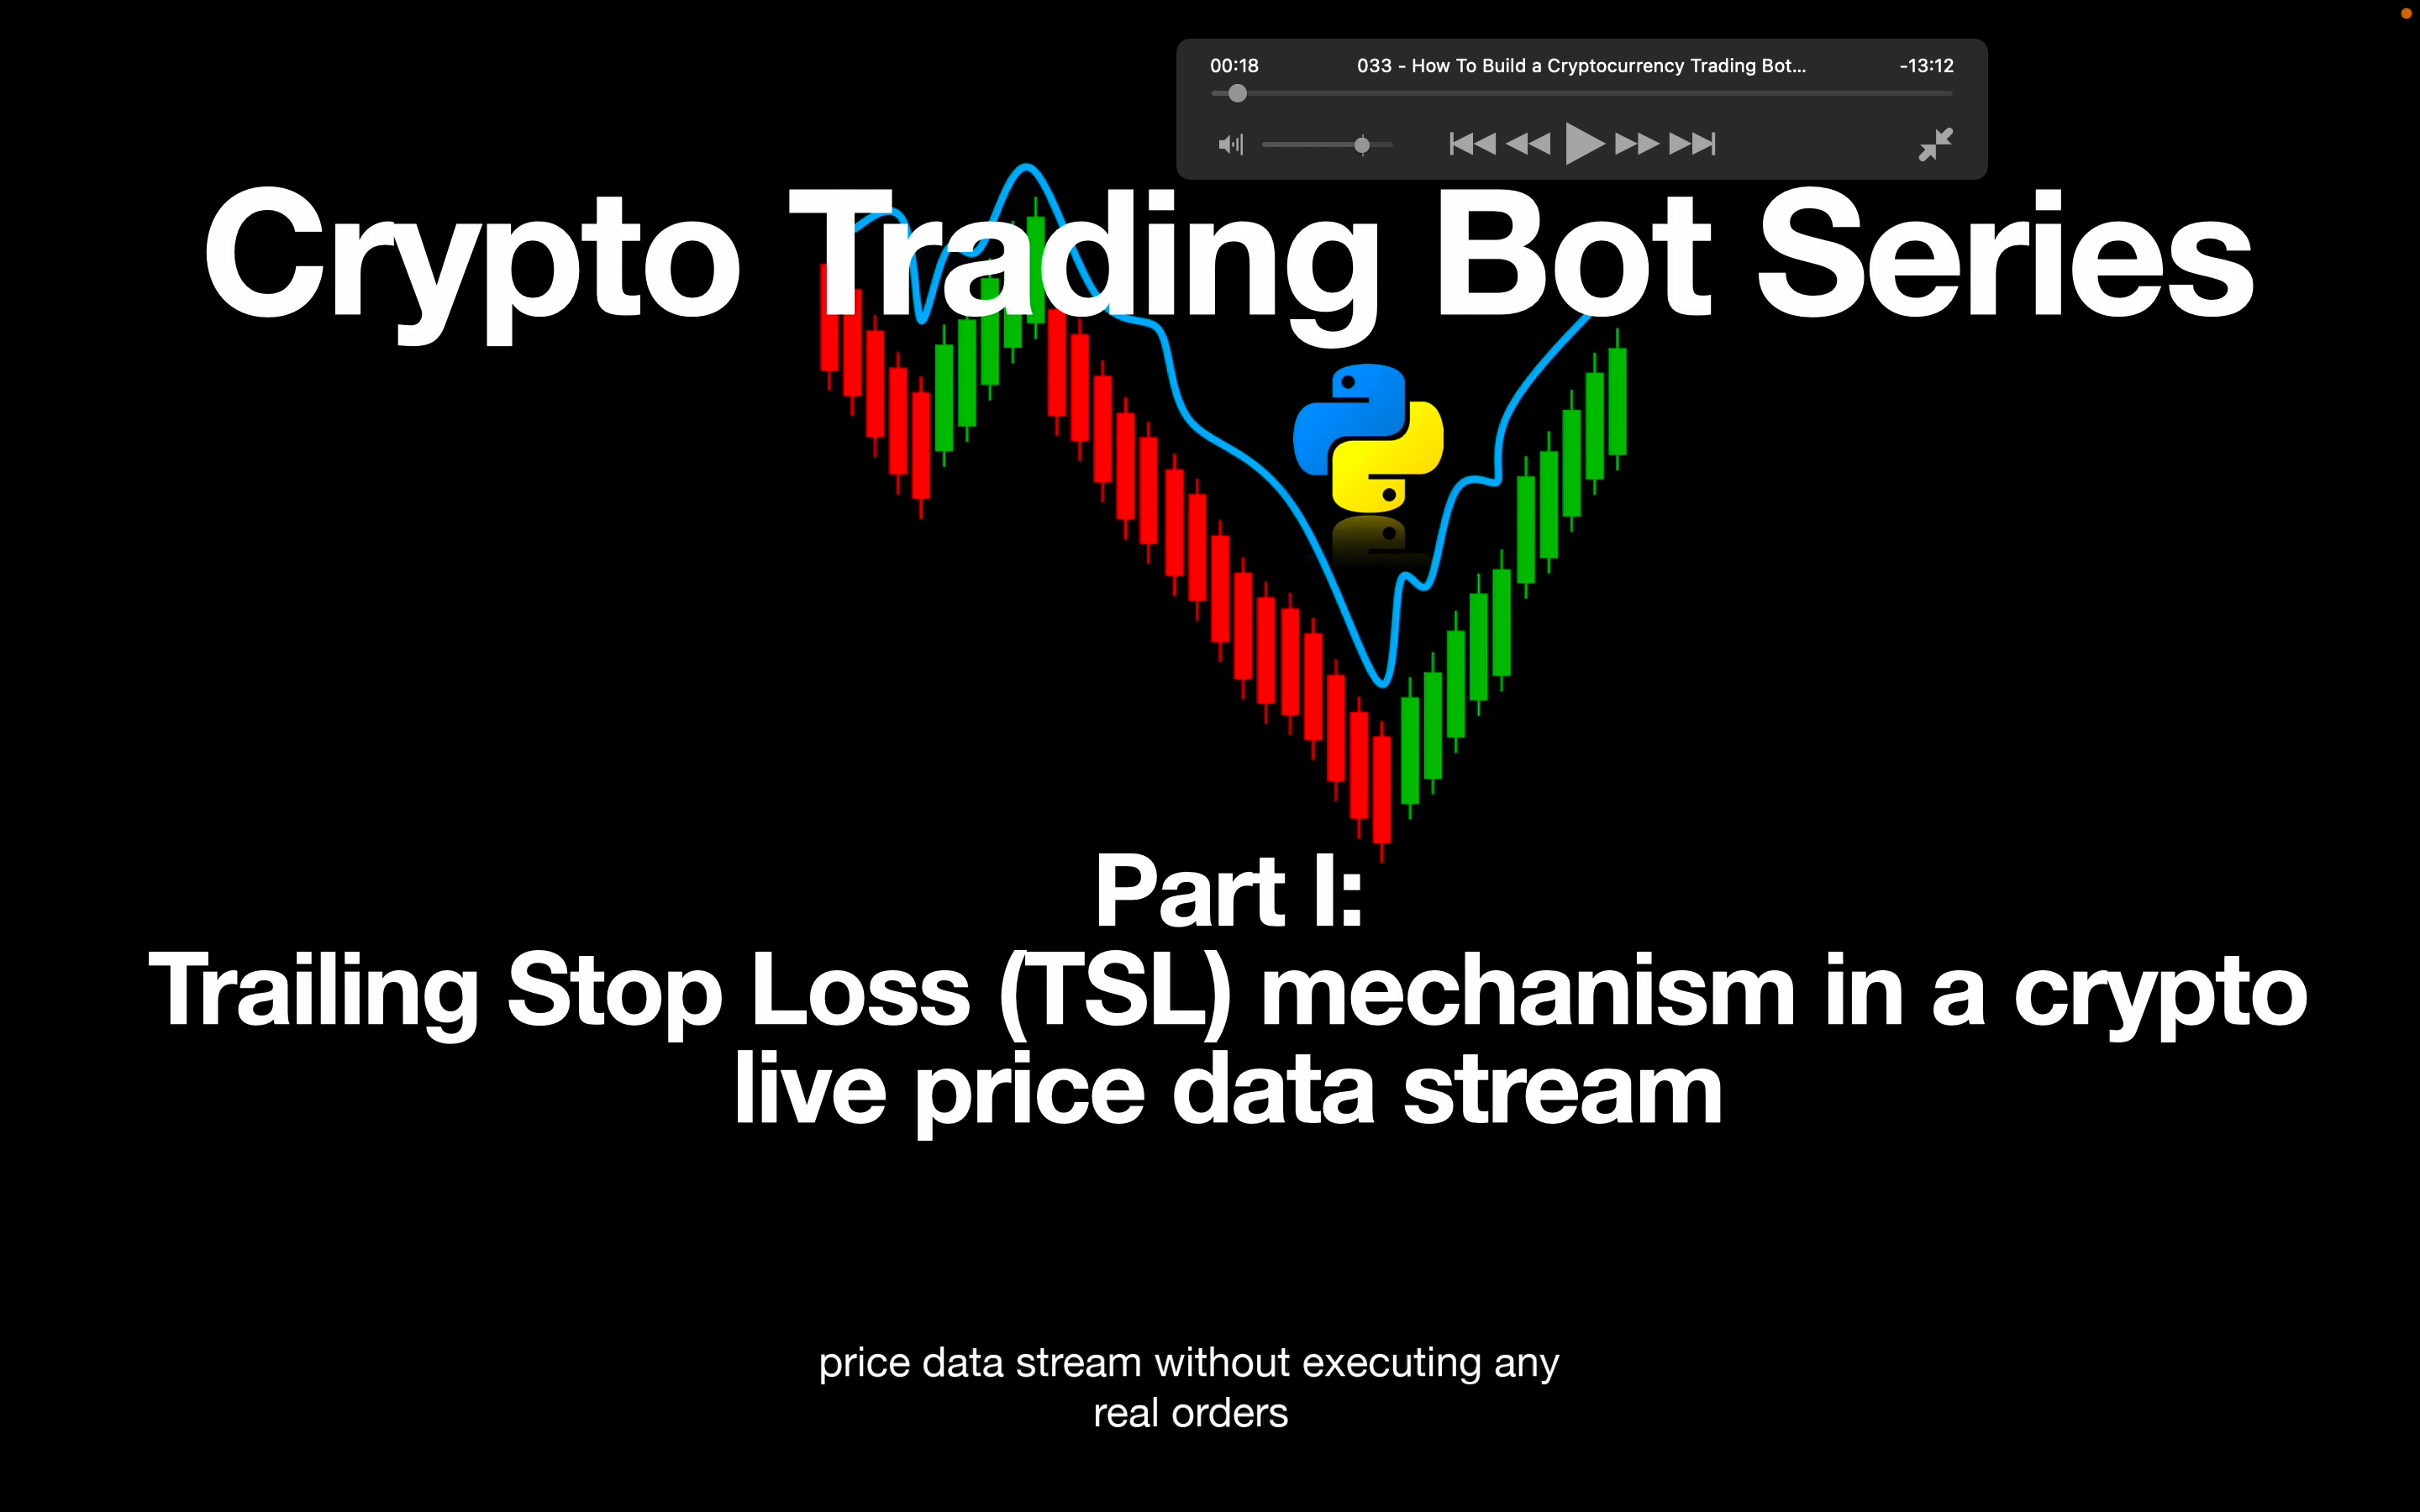 00:18 033 - How To Build a Cryptocurrency Trading Bot... -13:12
Crypto Trading Bot Series
Part I:
Trailing Stop Loss (TSL) mechanism in a crypto
live price data stream
price data stream without executing any
real orders